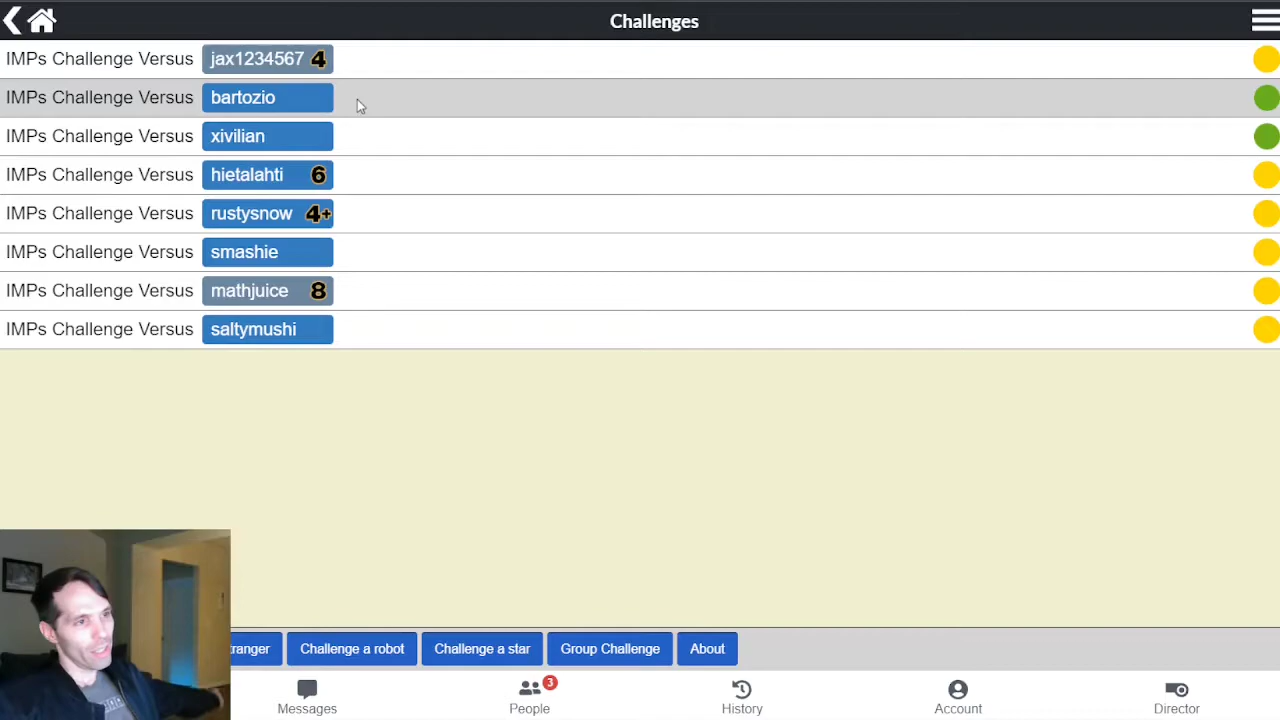 Challenges
IMPs Challenge Versus jax1234567 4
IMPs Challenge Versus bartozio
IMPs Challenge Versus xivilian
IMPs Challenge Versus hietalahti 6
IMPs Challenge Versus rustysnow 4+
IMPs Challenge Versus smashie
IMPs Challenge Versus mathjuice 8
IMPs Challenge Versus saltymushi
tranger Challenge a robot Challenge a star Group Challenge About
3
Messages People History Account Director